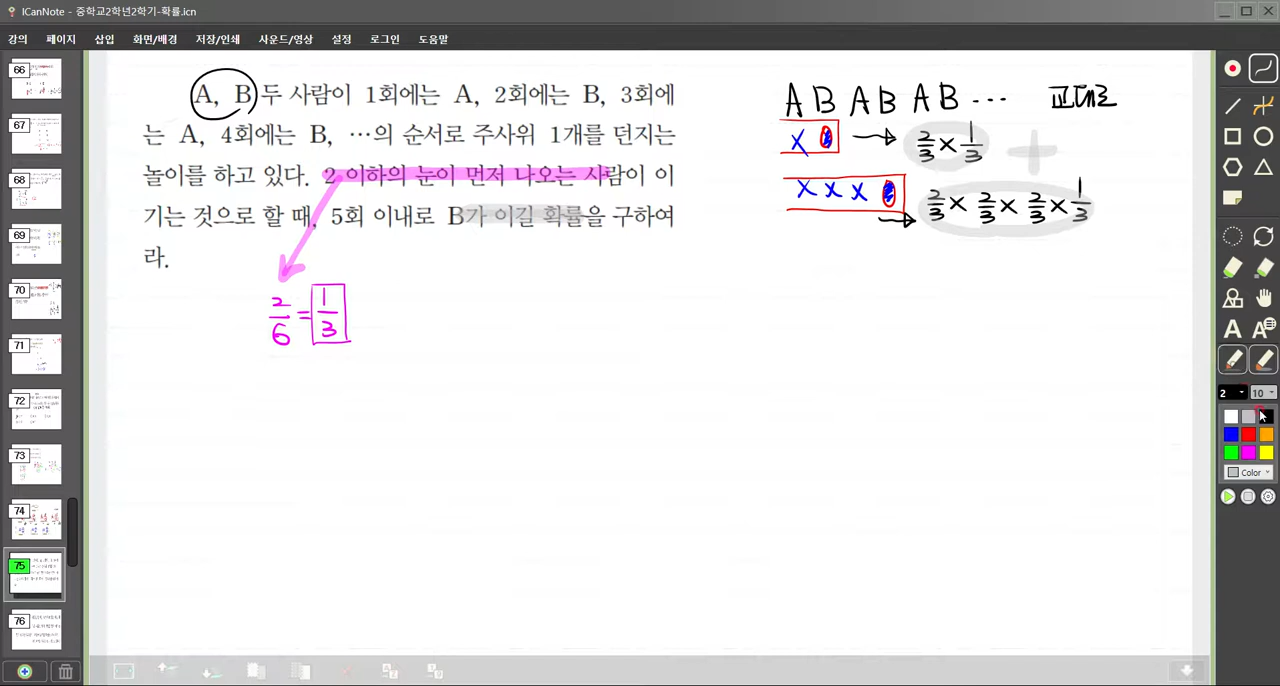 ICanNote - 중학교2학년2학기-확률.icn
강의 페이지 삽입 화면/배경 저장/인쇄 사운드/영상 설정 로그인 도움말
66
67
68
69
70
71
72
73
74
75
76
A, B 두 사람이 1회에는 A, 2회에는 B, 3회에
는 A, 4회에는 B, …의 순서로 주사위 1개를 던지는
놀이를 하고 있다. 2 이하의 눈이 먼저 나오는 사람이 이
기는 것으로 할 때, 5회 이내로 B가 이길 확률을 구하여
라.
2/6 = 1/3
A B A B A B ... 교대로
x o → 2/3 × 1/3 +
x x x o
→ 2/3 × 2/3 × 2/3 × 1/3
A A
2 10
Color